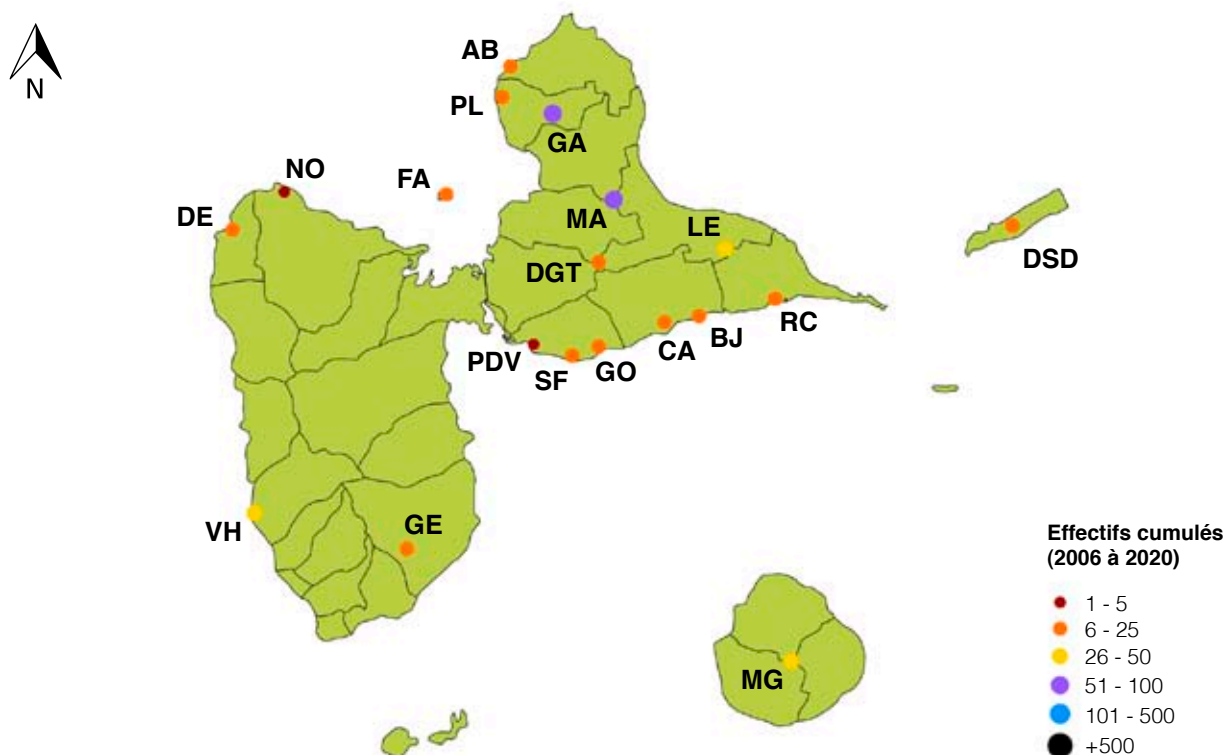 N
AB
PL
GA
NO
FA
DE
MA
LE
DGT
DSD
RC
BJ
CA
PDV
GO
SF
VH
GE
MG
Effectifs cumulés
(2006 à 2020)
1 - 5
6 - 25
26 - 50
51 - 100
101 - 500
+500